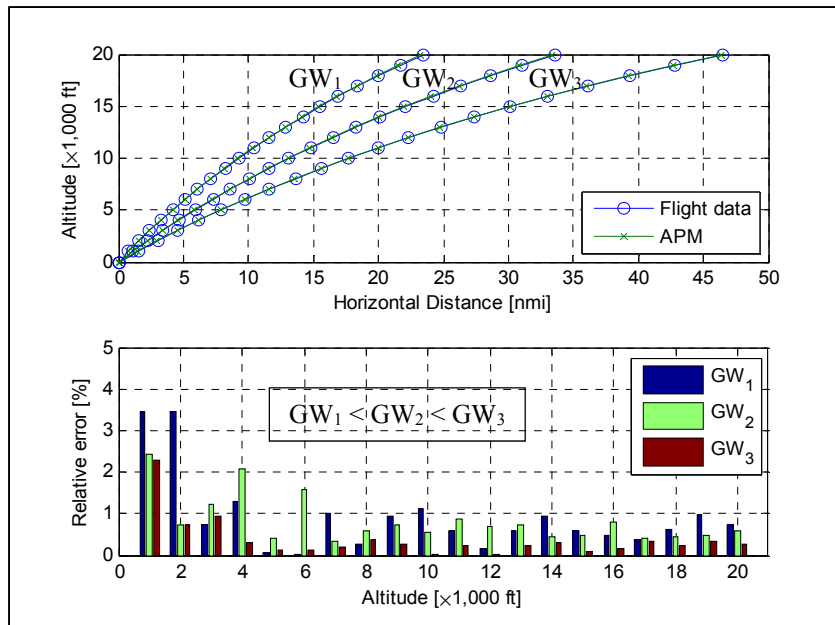 20
15
10
5
0
Altitude [×1,000 ft]
GW1
GW2
GW3
Flight data
APM
0 5 10 15 20 25 30 35 40 45 50
Horizontal Distance [nmi]
5
4
3
2
1
0
Relative error [%]
GW1 < GW2 < GW3
GW1
GW2
GW3
0 2 4 6 8 10 12 14 16 18 20
Altitude [×1,000 ft]